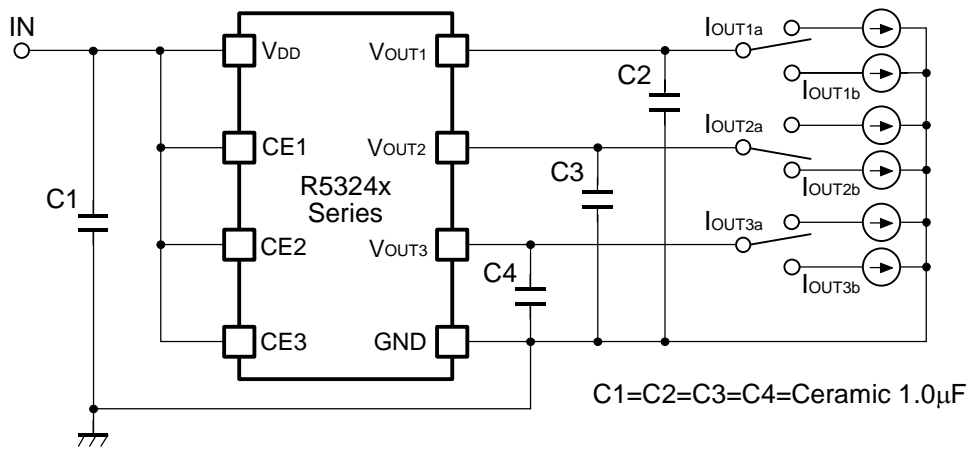 IN
VDD
VOUT1
C2
IOUT1a
IOUT1b
CE1
VOUT2
IOUT2a
IOUT2b
C1
R5324x
Series
C3
CE2
VOUT3
C4
IOUT3a
IOUT3b
CE3
GND
C1=C2=C3=C4=Ceramic 1.0μF